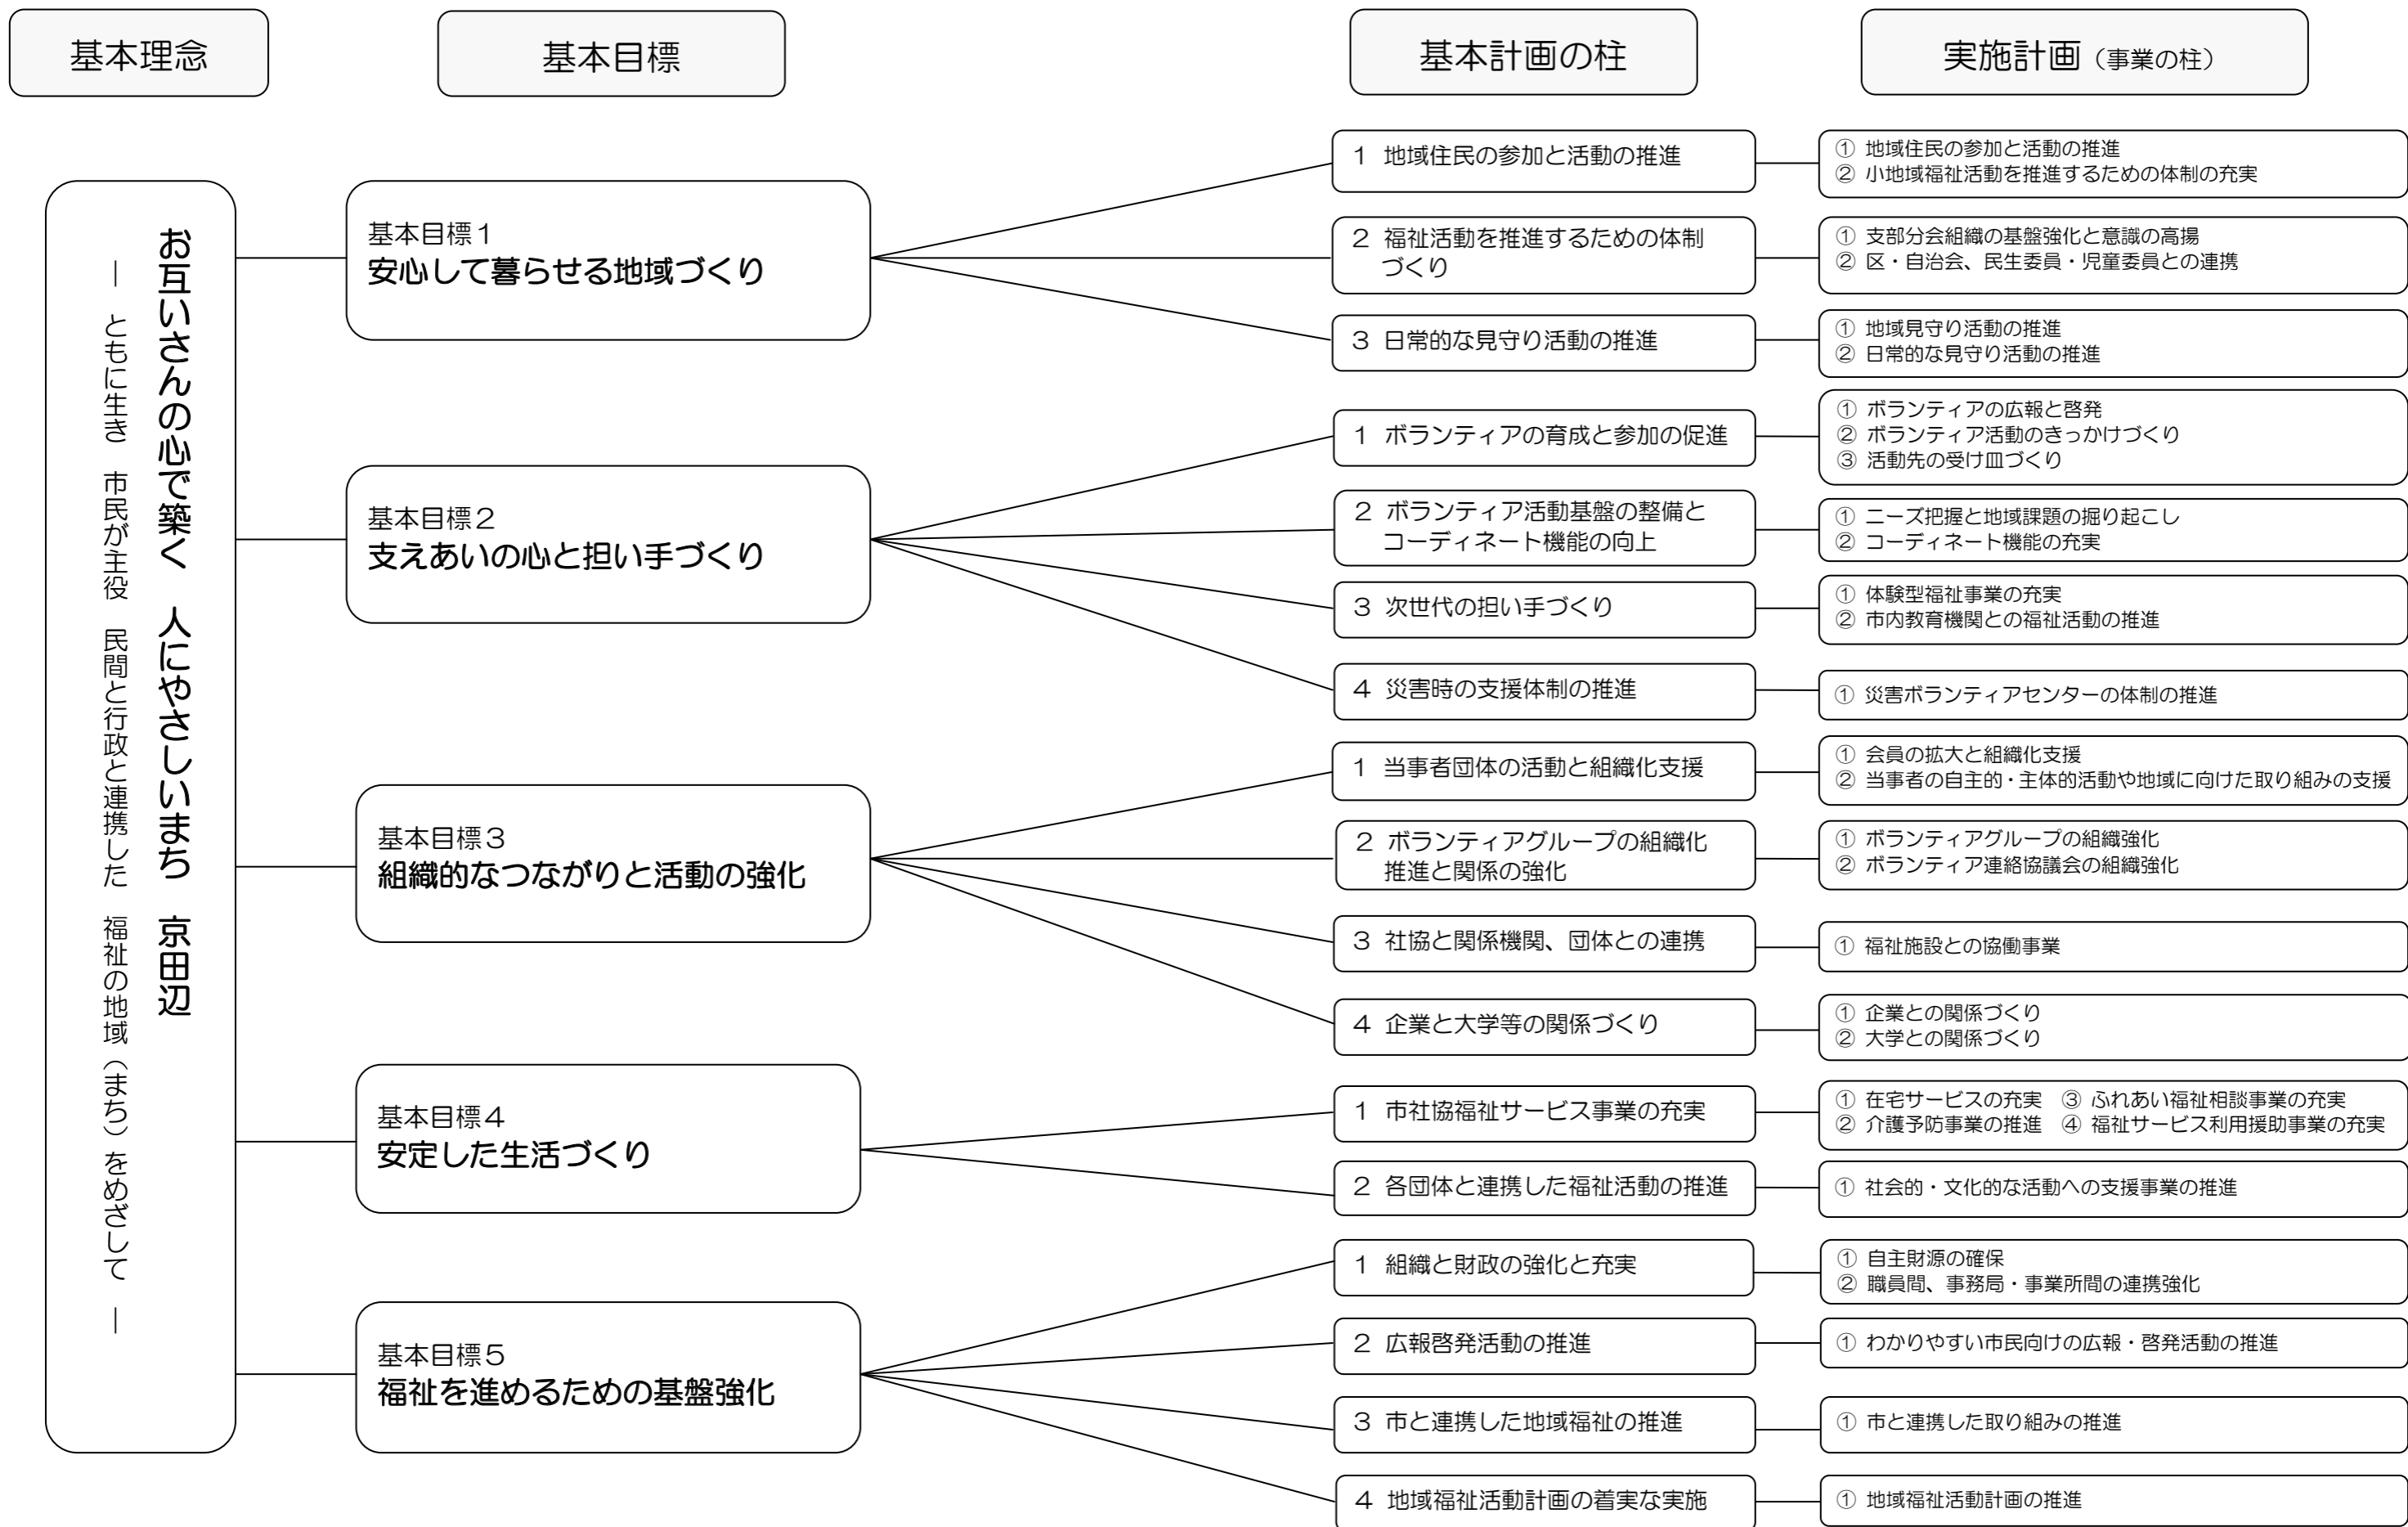 基本理念
基本目標
基本計画の柱
実施計画（事業の柱）
お互いさんの心で築く　人にやさしいまち　京田辺
―　ともに生き　市民が主役　民間と行政と連携した　福祉の地域（まち）をめざして　―
基本目標１
安心して暮らせる地域づくり
１ 地域住民の参加と活動の推進
① 地域住民の参加と活動の推進
② 小地域福祉活動を推進するための体制の充実
２ 福祉活動を推進するための体制
づくり
① 支部分会組織の基盤強化と意識の高揚
② 区・自治会、民生委員・児童委員との連携
３ 日常的な見守り活動の推進
① 地域見守り活動の推進
② 日常的な見守り活動の推進
基本目標２
支えあいの心と担い手づくり
１ ボランティアの育成と参加の促進
① ボランティアの広報と啓発
② ボランティア活動のきっかけづくり
③ 活動先の受け皿づくり
２ ボランティア活動基盤の整備と
コーディネート機能の向上
① ニーズ把握と地域課題の掘り起こし
② コーディネート機能の充実
３ 次世代の担い手づくり
① 体験型福祉事業の充実
② 市内教育機関との福祉活動の推進
４ 災害時の支援体制の推進
① 災害ボランティアセンターの体制の推進
基本目標３
組織的なつながりと活動の強化
１ 当事者団体の活動と組織化支援
① 会員の拡大と組織化支援
② 当事者の自主的・主体的活動や地域に向けた取り組みの支援
２ ボランティアグループの組織化
推進と関係の強化
① ボランティアグループの組織強化
② ボランティア連絡協議会の組織強化
３ 社協と関係機関、団体との連携
① 福祉施設との協働事業
４ 企業と大学等の関係づくり
① 企業との関係づくり
② 大学との関係づくり
基本目標４
安定した生活づくり
１ 市社協福祉サービス事業の充実
① 在宅サービスの充実　③ ふれあい福祉相談事業の充実
② 介護予防事業の推進　④ 福祉サービス利用援助事業の充実
２ 各団体と連携した福祉活動の推進
① 社会的・文化的な活動への支援事業の推進
基本目標５
福祉を進めるための基盤強化
１ 組織と財政の強化と充実
① 自主財源の確保
② 職員間、事務局・事業所間の連携強化
２ 広報啓発活動の推進
① わかりやすい市民向けの広報・啓発活動の推進
３ 市と連携した地域福祉の推進
① 市と連携した取り組みの推進
４ 地域福祉活動計画の着実な実施
① 地域福祉活動計画の推進